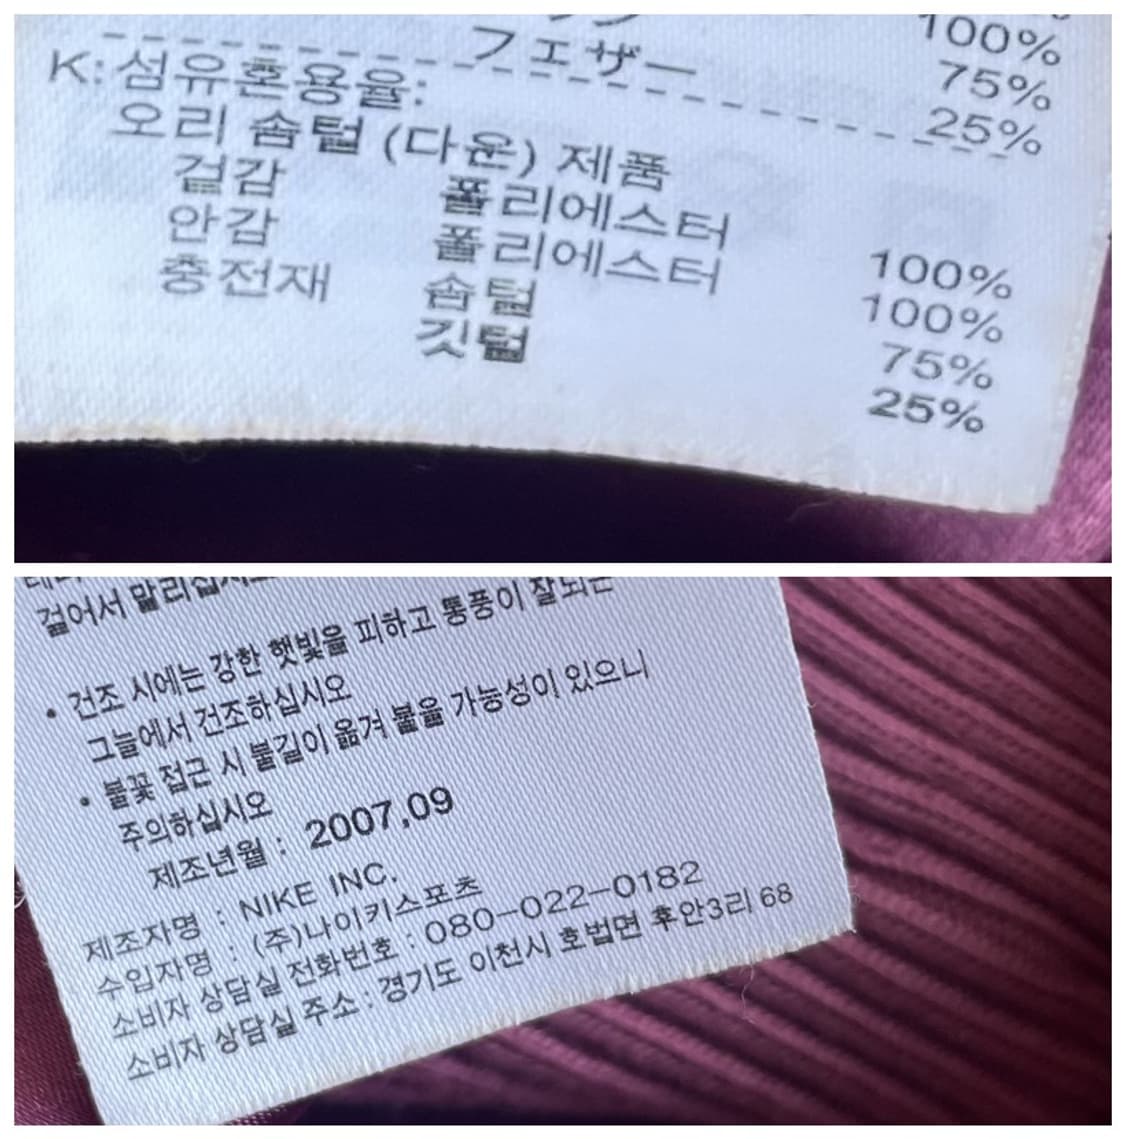 100%
フェザー 75%
25%
K: 섬유혼용율:
오리 솜털 (다운) 제품
겉감 폴리에스터 100%
안감 폴리에스터 100%
충전재 솜털 75%
깃털 25%
걸어서 말리십시오
• 건조 시에는 강한 햇빛을 피하고 통풍이 잘되는
그늘에서 건조하십시오
• 불꽃 접근 시 불길이 옮겨 붙을 가능성이 있으니
주의하십시오
제조년월 : 2007,09
제조자명 : NIKE INC.
수입자명 : (주)나이키스포츠
소비자 상담실 전화번호 : 080-022-0182
소비자 상담실 주소 : 경기도 이천시 호법면 후안3리 68